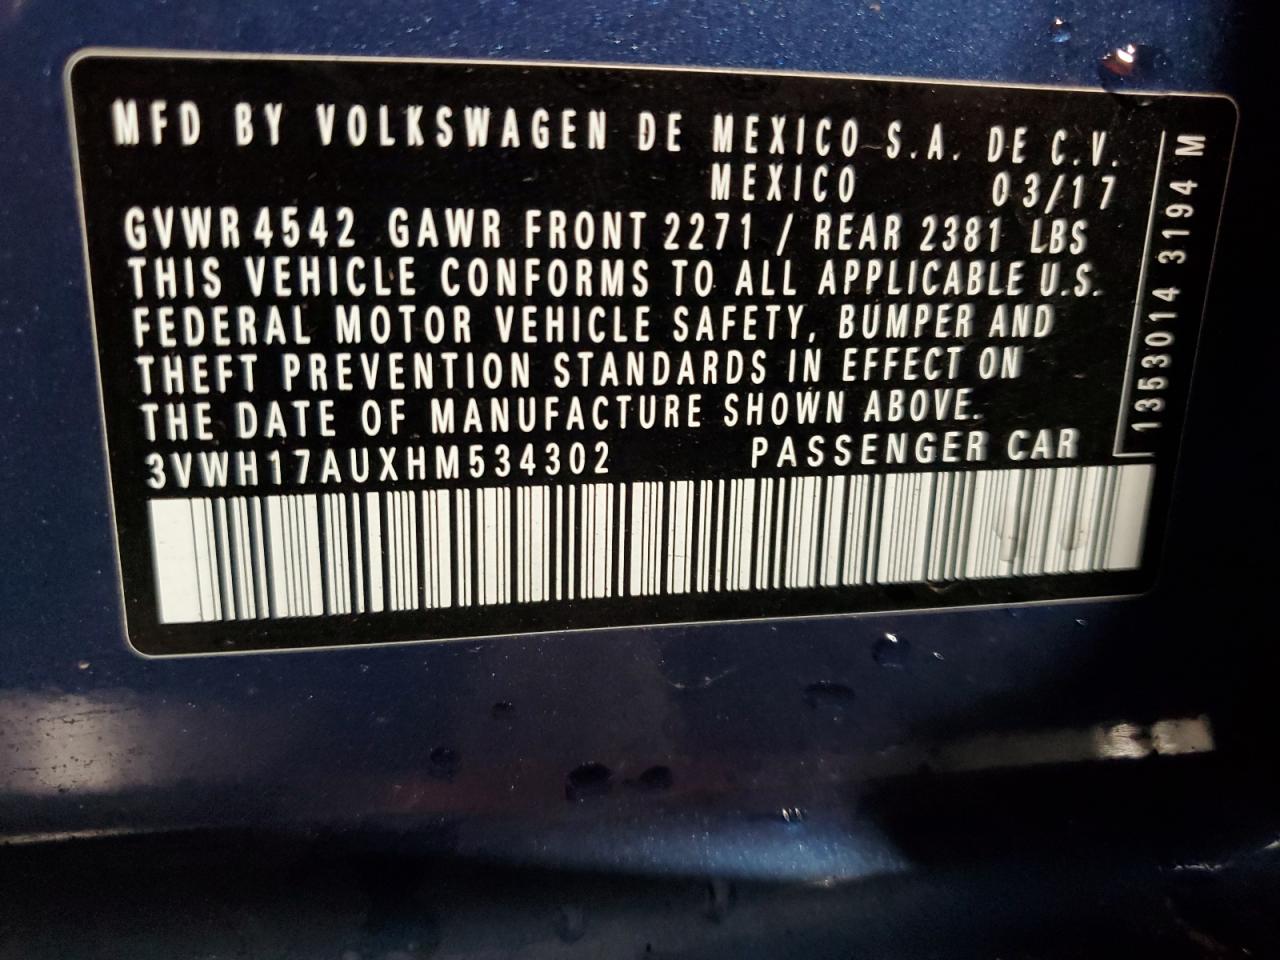 MFD BY VOLKSWAGEN DE MEXICO S.A. DE C.V.
MEXICO 03/17
GVWR 4542 GAWR FRONT 2271 / REAR 2381 LBS
THIS VEHICLE CONFORMS TO ALL APPLICABLE U.S.
FEDERAL MOTOR VEHICLE SAFETY, BUMPER AND
THEFT PREVENTION STANDARDS IN EFFECT ON
THE DATE OF MANUFACTURE SHOWN ABOVE.
3VWH17AUXHM534302 PASSENGER CAR
1353014 3194 M